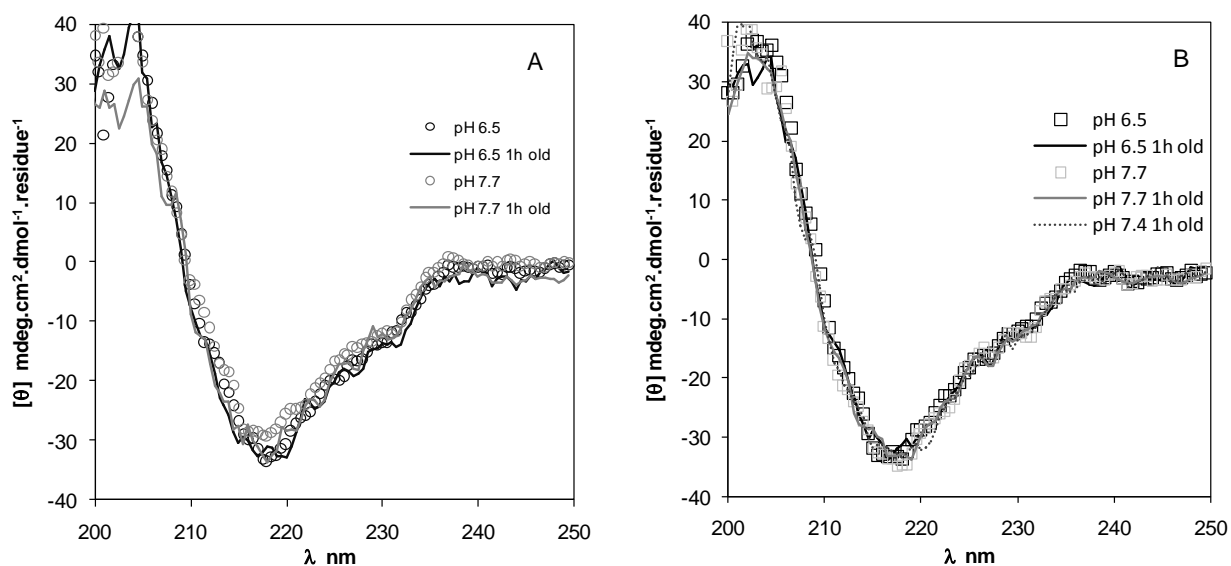 A
40
30
20
10
0
-10
-20
-30
-40
[θ] mdeg.cm².dmol⁻¹.residue⁻¹
pH 6.5
pH 6.5 1h old
pH 7.7
pH 7.7 1h old
200 210 220 230 240 250
λ nm
B
40
30
20
10
0
-10
-20
-30
-40
[θ] mdeg.cm².dmol⁻¹.residue⁻¹
pH 6.5
pH 6.5 1h old
pH 7.7
pH 7.7 1h old
pH 7.4 1h old
200 210 220 230 240 250
λ nm